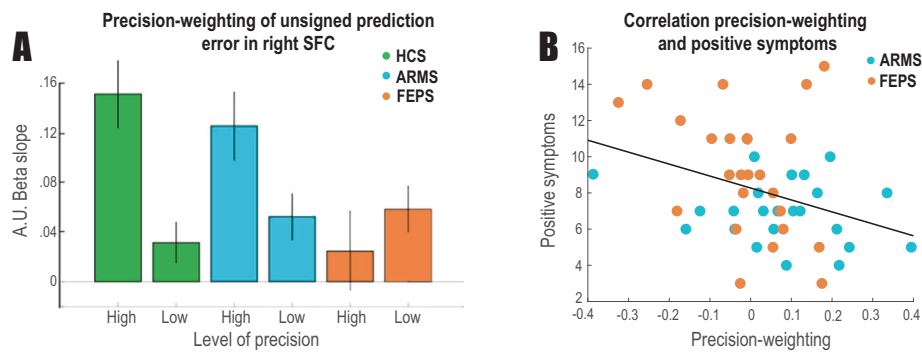 A
Precision-weighting of unsigned prediction
error in right SFC
HCS
ARMS
FEPS
A.U. Beta slope
.16
.12
.08
.04
0
High Low High Low High Low
Level of precision
B
Correlation precision-weighting
and positive symptoms
ARMS
FEPS
Positive symptoms
16
14
12
10
8
6
4
2
-0.4 -0.3 -0.2 -0.1 0 0.1 0.2 0.3 0.4
Precision-weighting